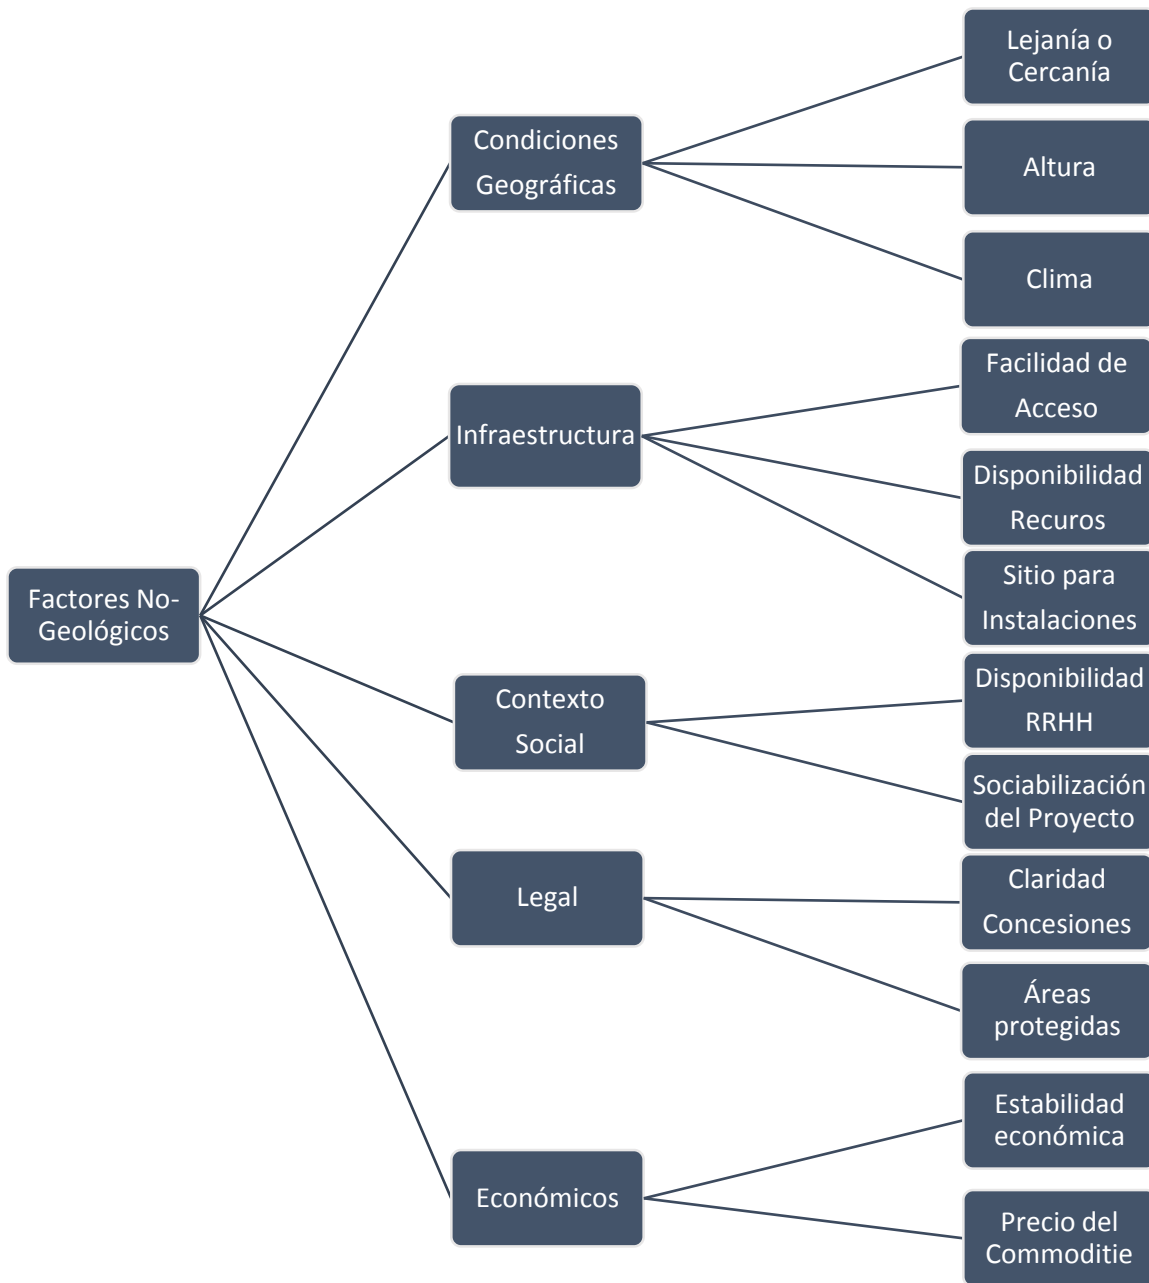 Factores No-
Geológicos
Condiciones
Geográficas
Lejanía o
Cercanía
Altura
Clima
Infraestructura
Facilidad de
Acceso
Disponibilidad
Recuros
Sitio para
Instalaciones
Contexto
Social
Disponibilidad
RRHH
Sociabilización
del Proyecto
Legal
Claridad
Concesiones
Áreas
protegidas
Económicos
Estabilidad
económica
Precio del
Commoditie